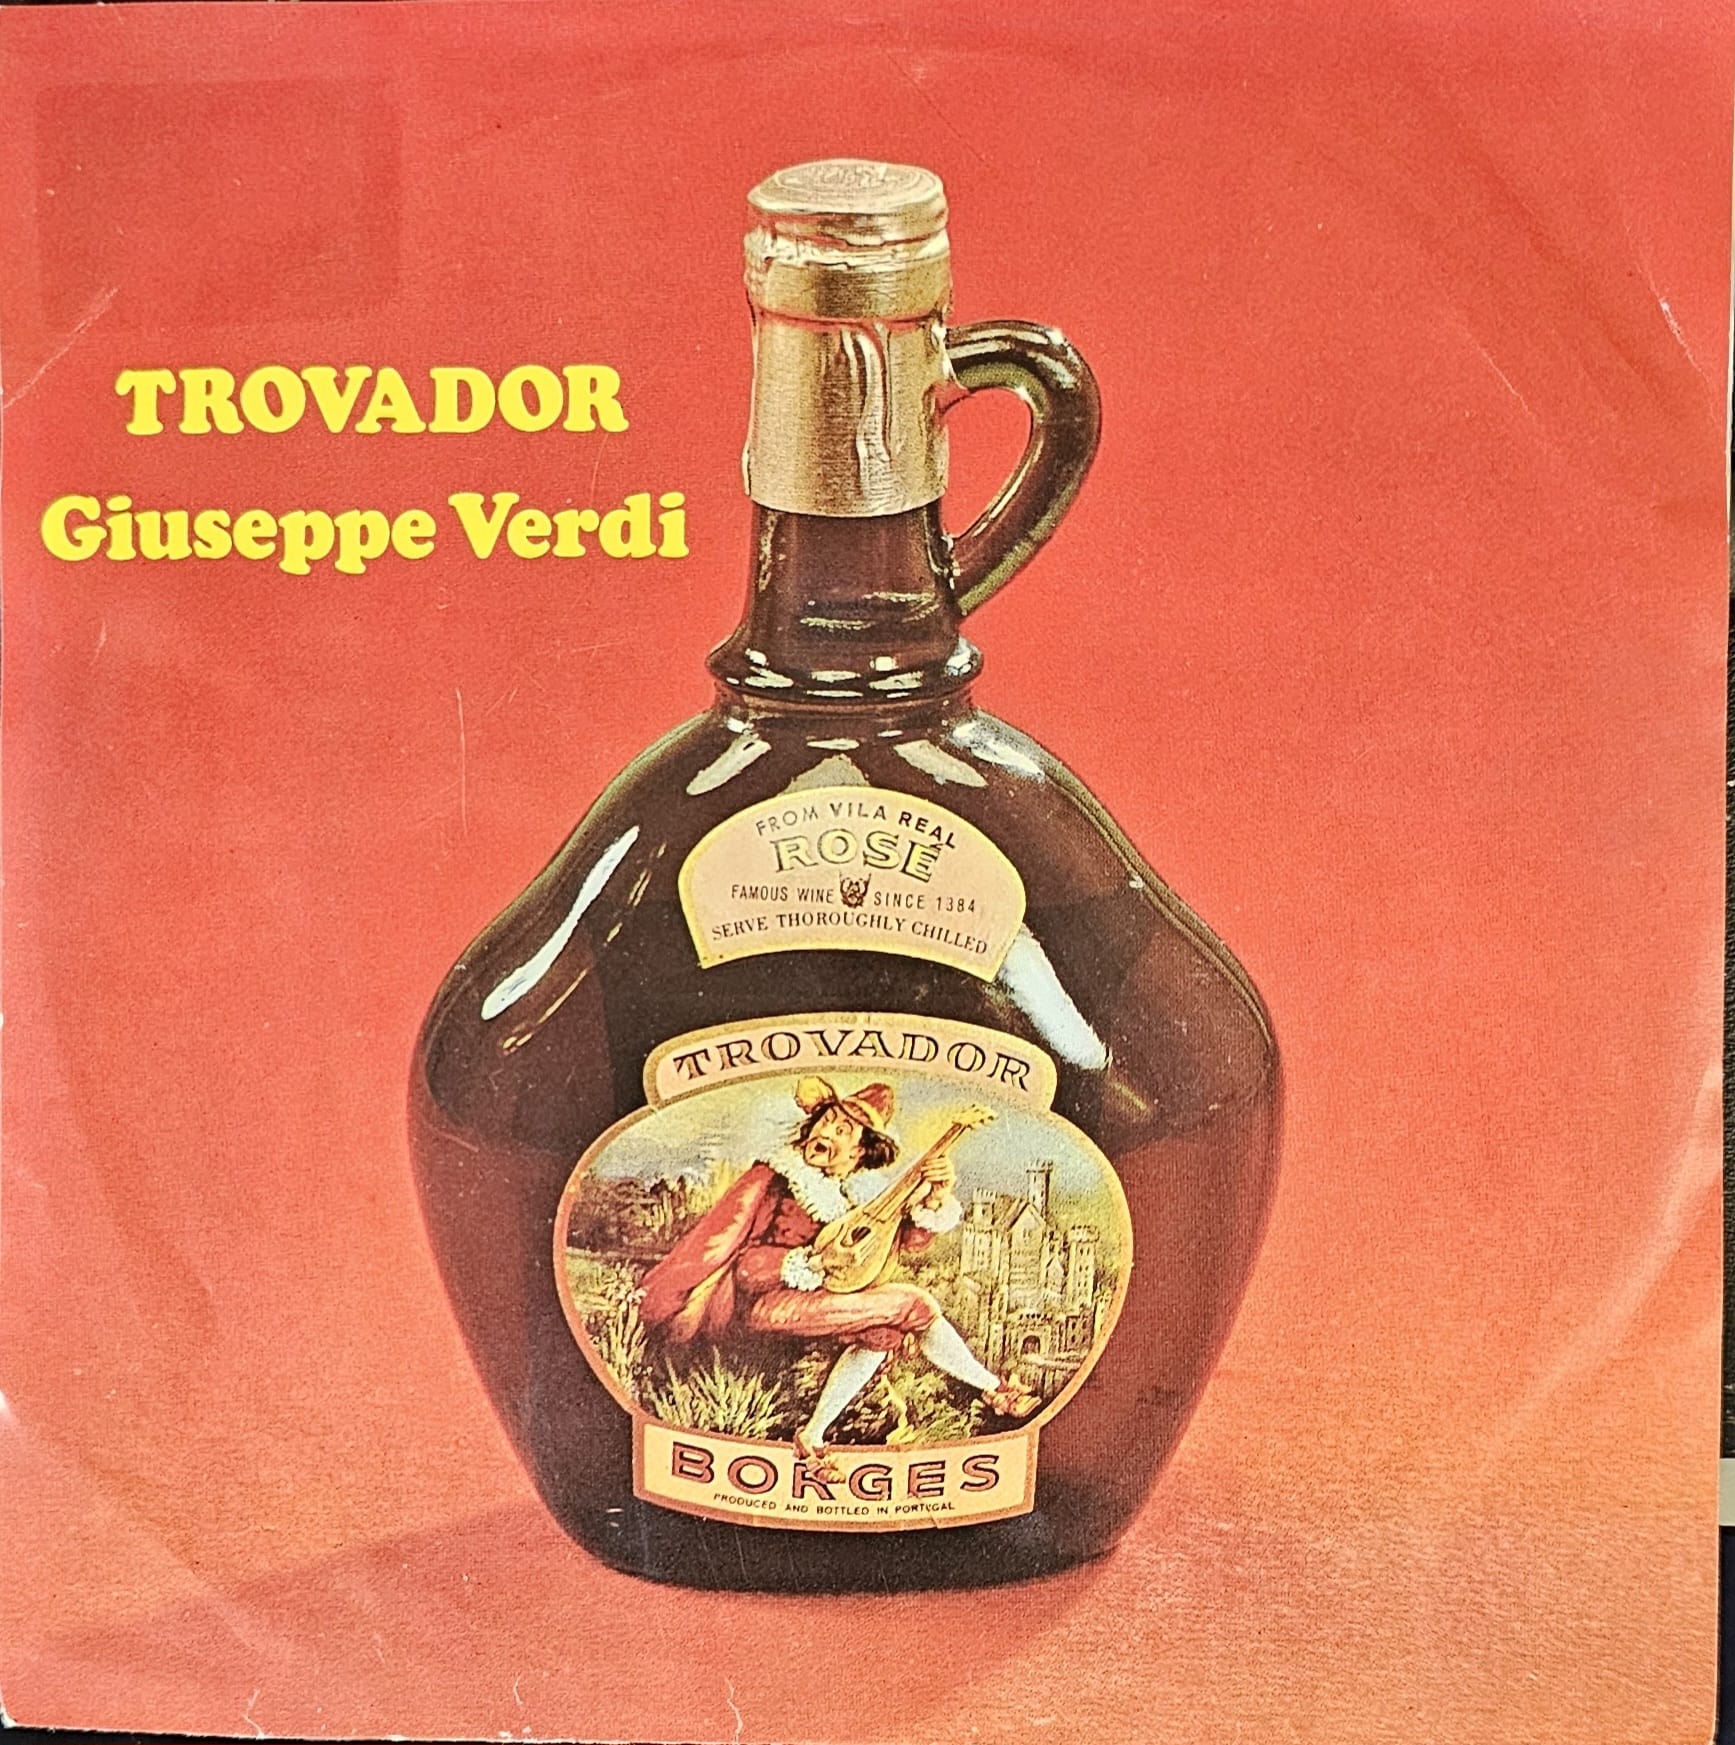 TROVADOR
Giuseppe Verdi
FROM VILA REAL
ROSÉ
FAMOUS WINE SINCE 1384
SERVE THOROUGHLY CHILLED
TROVADOR
BORGES
PRODUCED AND BOTTLED IN PORTUGAL